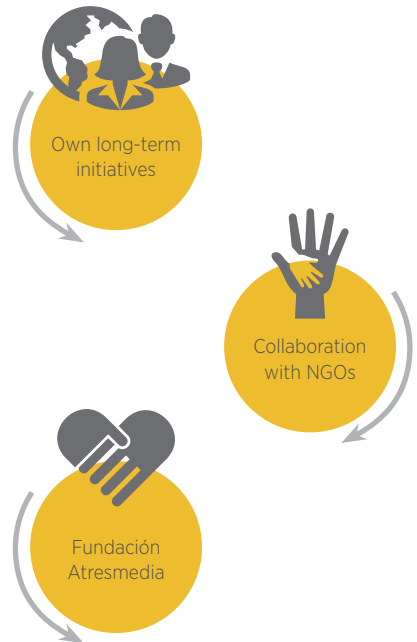 Own long-term
initiatives
Collaboration
with NGOs
Fundación
Atresmedia